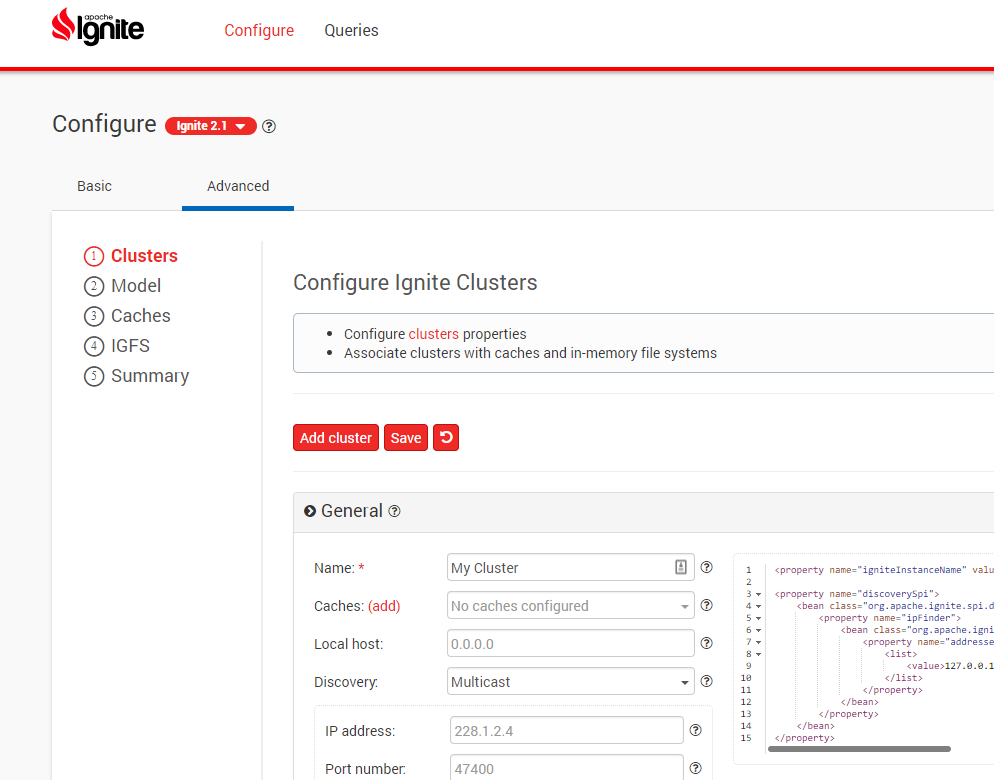 apache
Ignite
Configure Queries
Configure Ignite 2.1
Basic Advanced
1 Clusters
2 Model
3 Caches
4 IGFS
5 Summary
Configure Ignite Clusters
• Configure clusters properties
• Associate clusters with caches and in-memory file systems
Add cluster Save
General
Name: * My Cluster
Caches: (add) No caches configured
Local host: 0.0.0.0
Discovery: Multicast
IP address: 228.1.2.4
Port number: 47400
1 <property name="igniteInstanceName" valu
2
3 <property name="discoverySpi">
4 <bean class="org.apache.ignite.spi.d
5 <property name="ipFinder">
6 <bean class="org.apache.igni
7 <property name="addresse
8 <list>
9 <value>127.0.0.1
10 </list>
11 </property>
12 </bean>
13 </property>
14 </bean>
15 </property>